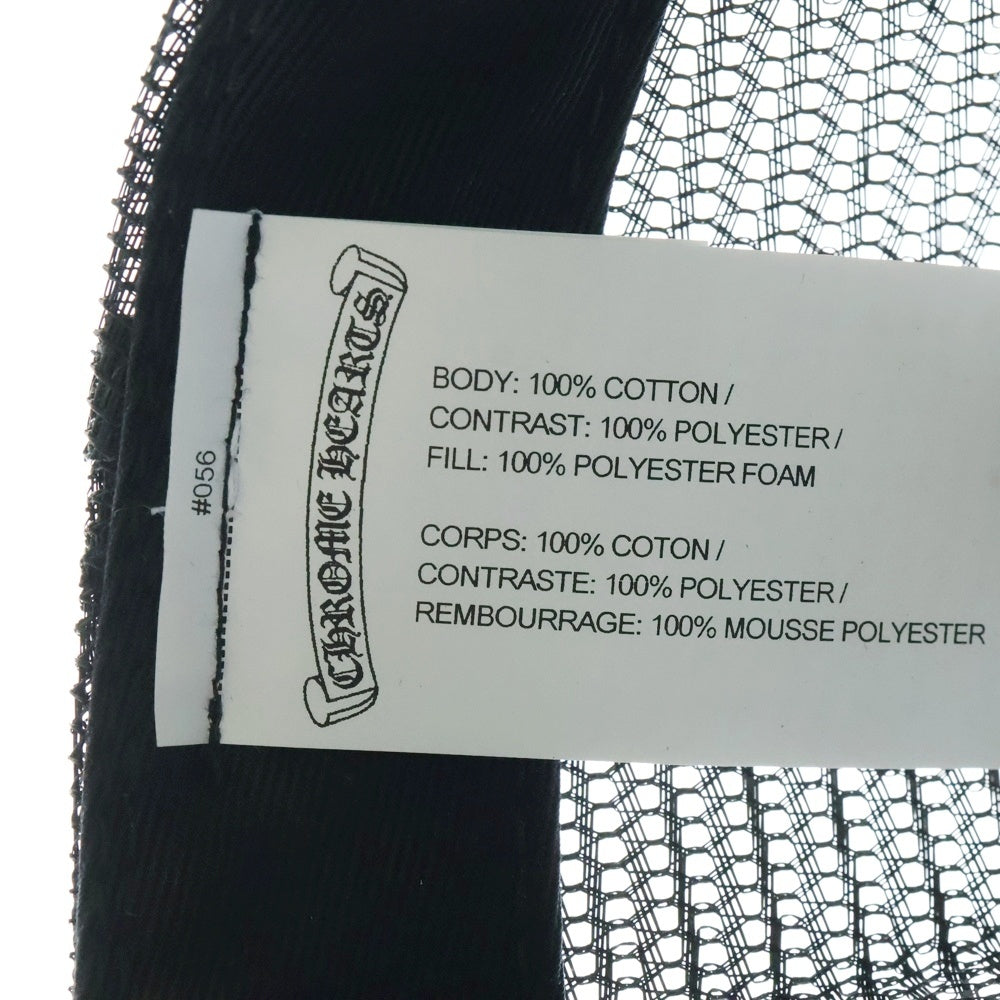 #056
CHROME HEARTS
BODY: 100% COTTON /
CONTRAST: 100% POLYESTER /
FILL: 100% POLYESTER FOAM
CORPS: 100% COTON /
CONTRASTE: 100% POLYESTER /
REMBOURRAGE: 100% MOUSSE POLYESTER